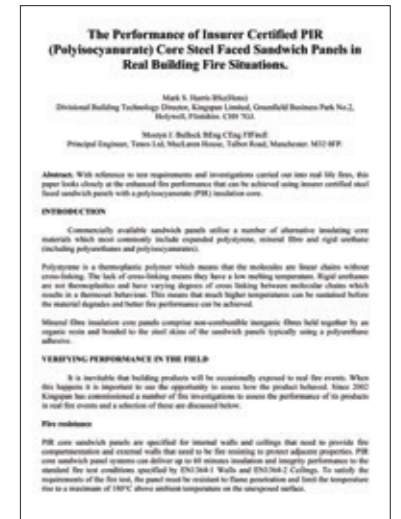 The Performance of Insurer Certified PIR
(Polyisocyanurate) Core Steel Faced Sandwich Panels in
Real Building Fire Situations.
Mark S. Harris BSc(Hons)
Divisional Building Technology Director, Kingspan Limited, Greenfield Business Park No.2,
Holywell, Flintshire. CH8 7GJ.
Mostyn J. Bullock BEng CEng FIFireE
Principal Engineer, Tenos Ltd, MacLaren House, Talbot Road, Manchester. M32 0FP.
Abstract. With reference to test requirements and investigations carried out into real life fires, this
paper looks closely at the enhanced fire performance that can be achieved using insurer certified steel
faced sandwich panels with a polyisocyanurate (PIR) insulation core.
INTRODUCTION
Commercially available sandwich panels utilise a number of alternative insulating core
materials which most commonly include expanded polystyrene, mineral fibre and rigid urethane
(including polyurethanes and polyisocyanurates).
Polystyrene is a thermoplastic polymer which means that the molecules are linear chains without
cross-linking. The lack of cross-linking means they have a low melting temperature. Rigid urethanes
are not thermoplastics and have varying degrees of cross linking between molecular chains which
results in a thermoset behaviour. This means that much higher temperatures can be sustained before
the material degrades and better fire performance can be achieved.
Mineral fibre insulation core panels comprise non-combustible inorganic fibres held together by an
organic resin and bonded to the steel skins of the sandwich panels typically using a polyurethane
adhesive.
VERIFYING PERFORMANCE IN THE FIELD
It is inevitable that building products will be occasionally exposed to real fire events. When
this happens it is important to use the opportunity to assess how the product behaved. Since 2002
Kingspan has commissioned a number of fire investigations to assess the performance of its products
in real fire events and a selection of these are discussed below.
Fire resistance
PIR core sandwich panels are specified for internal walls and ceilings that need to provide fire
compartmentation and external walls that need to be fire resisting to protect adjacent properties. PIR
core sandwich panel systems can deliver up to 60 minutes insulation and integrity performance to the
standard fire test conditions specified by EN1364-1 Walls and EN1364-2 Ceilings. To satisfy the
requirements of the fire test, the panel must be resistant to flame penetration and limit the temperature
rise to a maximum of 180°C above ambient temperature on the unexposed surface.